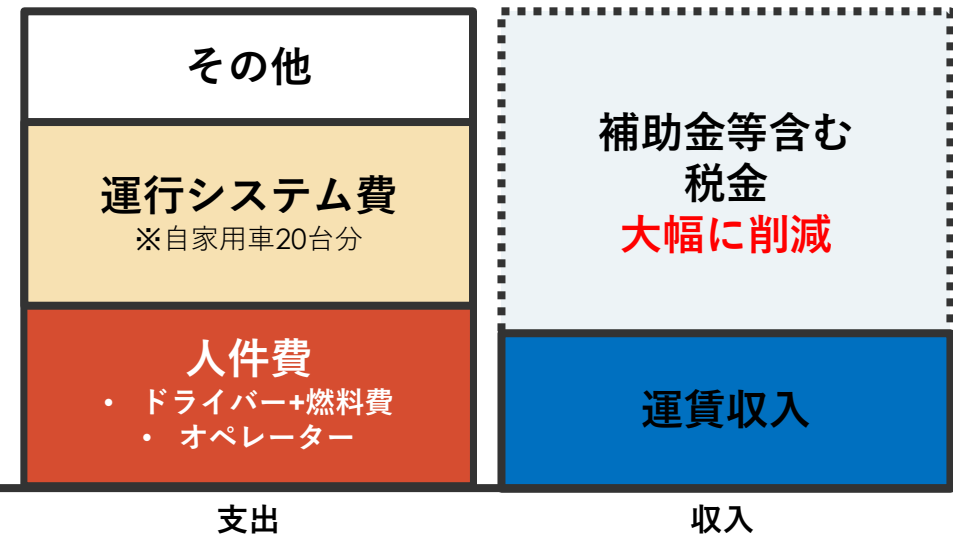 その他
運行システム費
※自家用車20台分
人件費
• ドライバー+燃料費
• オペレーター
支出
補助金等含む
税金
大幅に削減
運賃収入
収入